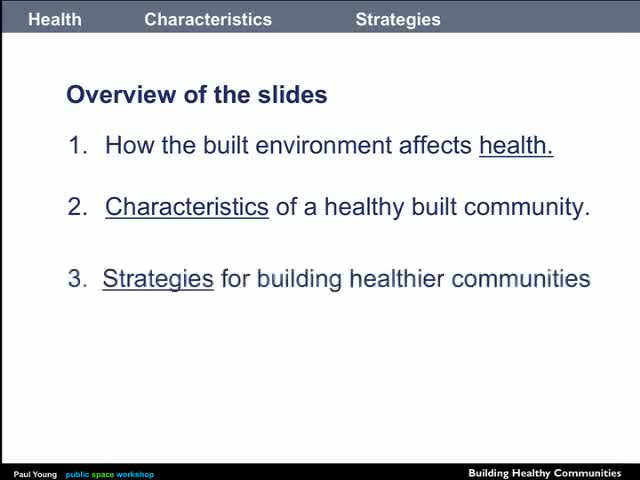 Health Characteristics Strategies
Overview of the slides
1. How the built environment affects health.
2. Characteristics of a healthy built community.
3. Strategies for building healthier communities
Paul Young public space workshop Building Healthy Communities